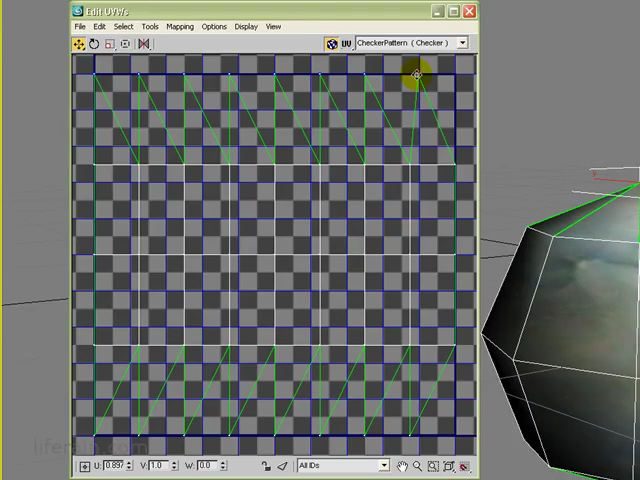 Edit UVWs
File Edit Select Tools Mapping Options Display View
UV CheckerPattern ( Checker )
U: 0.897 V: 1.0 W: 0.0 All IDs